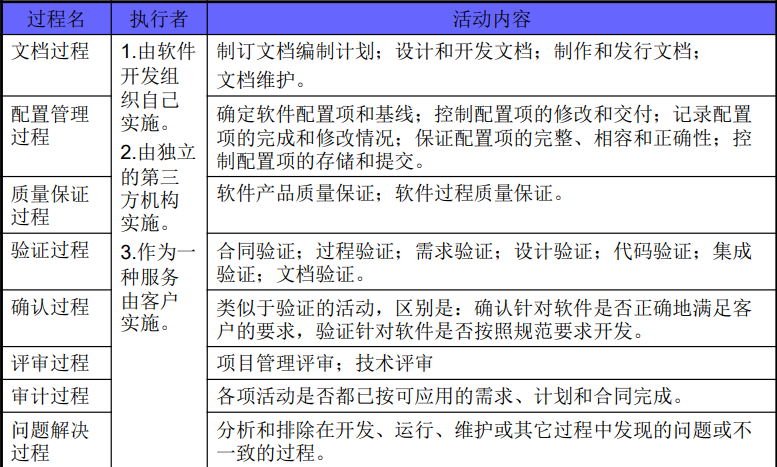 过程名 执行者 活动内容
文档过程
1.由软件
开发组
织自己
实施。
2.由独立
的第三
方机构
实施。
3.作为一
种服务
由客户
实施。
制订文档编制计划；设计和开发文档；制作和发行文档；
文档维护。
配置管理
过程
确定软件配置项和基线；控制配置项的修改和交付；记录配置
项的完成和修改情况；保证配置项的完整、相容和正确性；控
制配置项的存储和提交。
质量保证
过程
软件产品质量保证；软件过程质量保证。
验证过程
合同验证；过程验证；需求验证；设计验证；代码验证；集成
验证；文档验证。
确认过程
类似于验证的活动，区别是：确认针对软件是否正确地满足客
户的要求，验证针对软件是否按照规范要求开发。
评审过程
项目管理评审；技术评审
审计过程
各项活动是否都已按可应用的需求、计划和合同完成。
问题解决
过程
分析和排除在开发、运行、维护或其它过程中发现的问题或不
一致的过程。